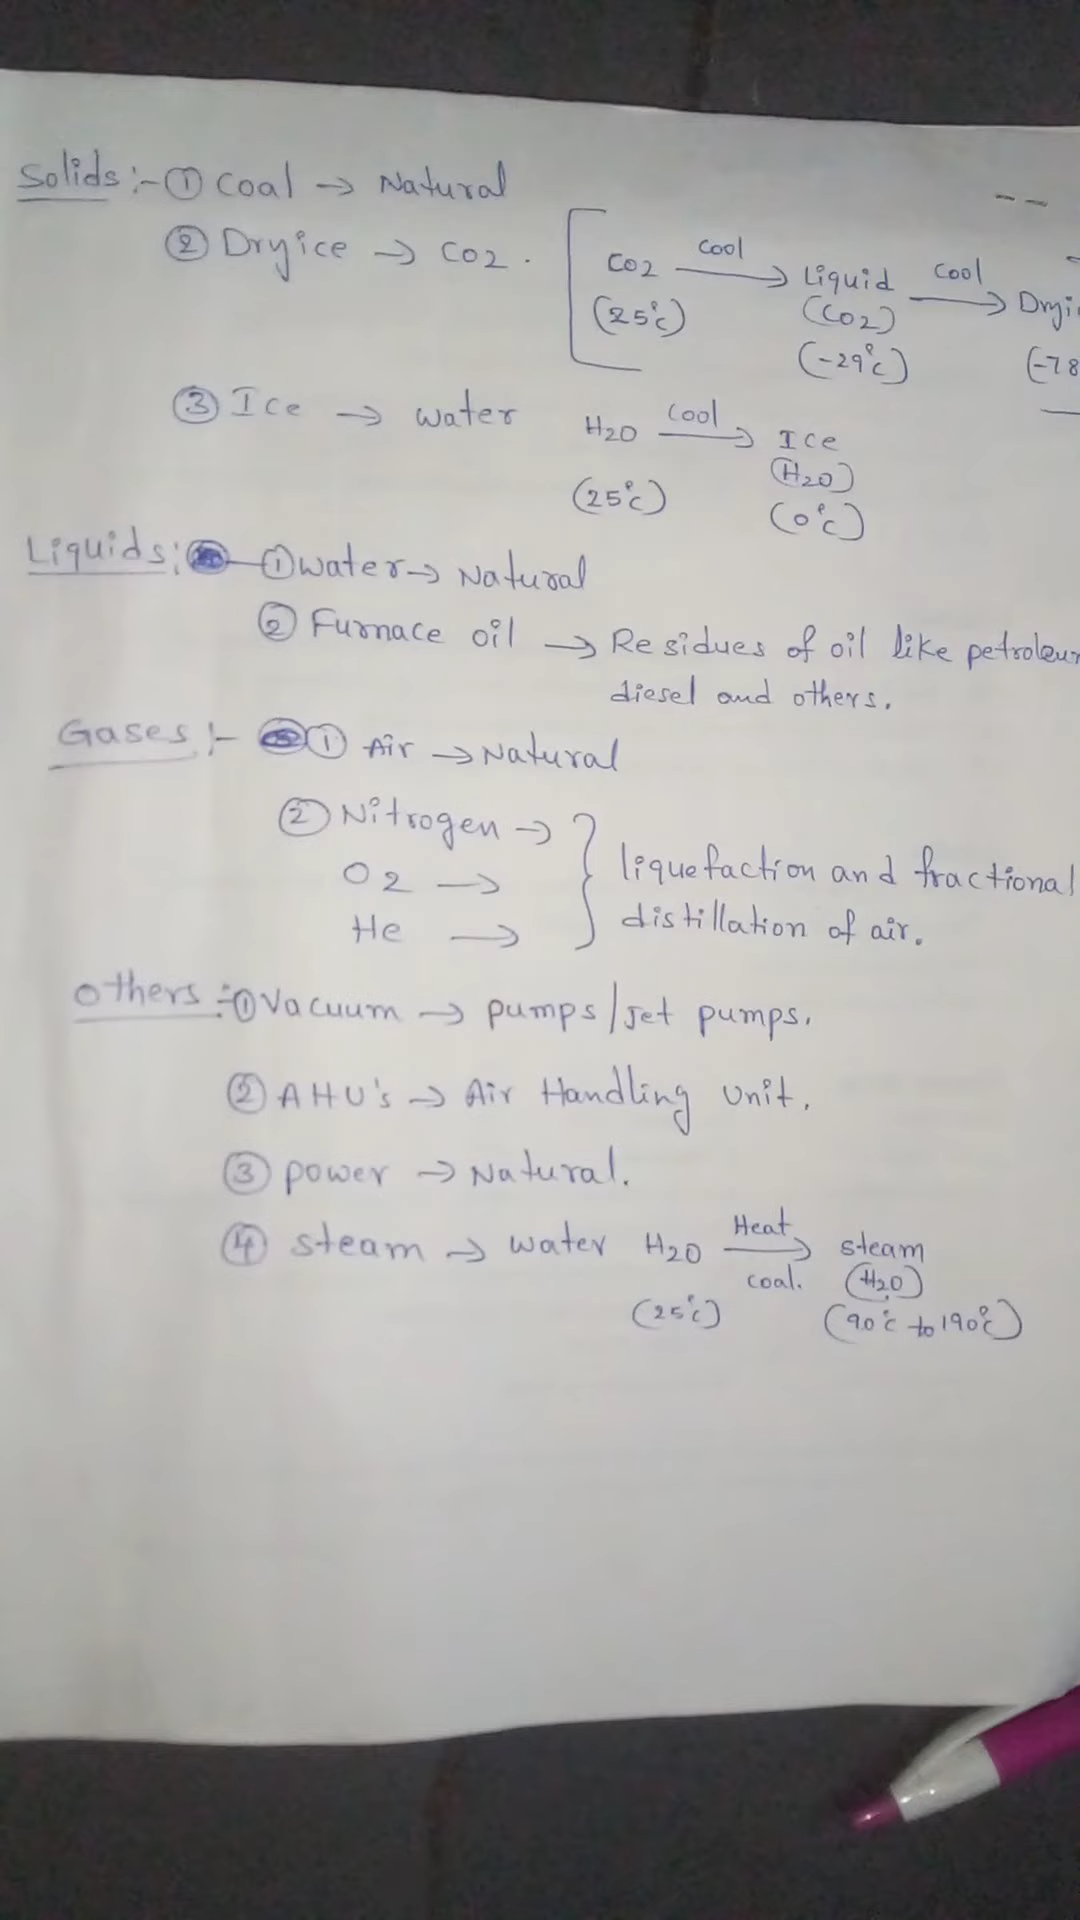 Solids :- ① Coal → Natural
② Dryice → CO2.
CO2 cool → Liquid cool →
(25°c) (CO2)
(-29°c) (-78
③ Ice → water H2O cool → Ice
(H2O)
(25°c) (0°c)
Liquids: ① Water → Natural
② Furnace oil → Residues of oil like
diesel and others.
Gases :- ① Air → Natural
② Nitrogen →
O2 → liquefaction and fractional
He → distillation of air.
Others :- ① Vacuum → pumps/Jet pumps.
② AHU's → Air Handling Unit.
③ power → Natural.
④ steam → water H2O Heat → steam
coal. (H2O)
(25°c) (90°c to 190°c)